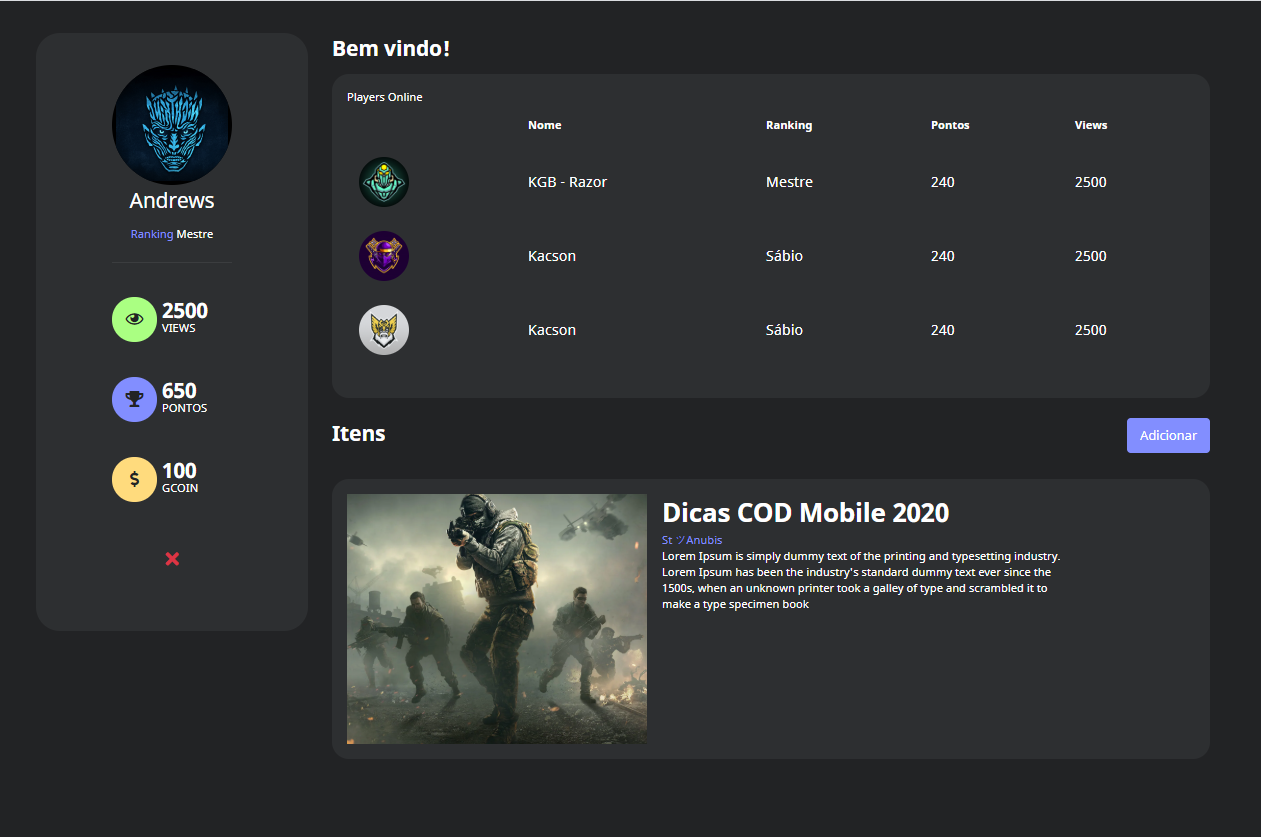 Andrews
Ranking Mestre
2500
VIEWS
650
PONTOS
$ 100
GCOIN
Bem vindo!
Players Online
Nome Ranking Pontos Views
KGB - Razor Mestre 240 2500
Kacson Sábio 240 2500
Kacson Sábio 240 2500
Itens
Adicionar
Dicas COD Mobile 2020
St ツAnubis
Lorem Ipsum is simply dummy text of the printing and typesetting industry.
Lorem Ipsum has been the industry's standard dummy text ever since the
1500s, when an unknown printer took a galley of type and scrambled it to
make a type specimen book